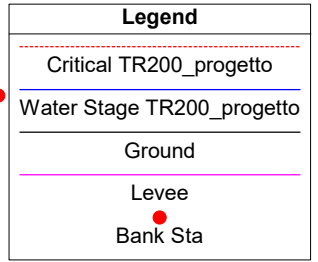 Legend
Critical TR200_progetto
Water Stage TR200_progetto
Ground
Levee
Bank Sta